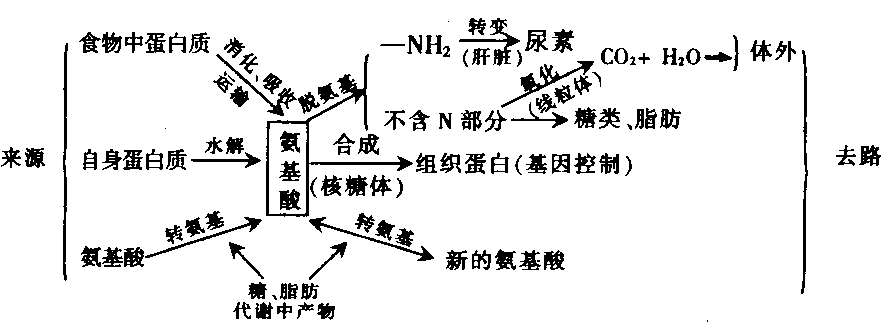 食物中蛋白质
消化、吸收
运输
脱氨基
—NH₂
转变
(肝脏)
尿素
CO₂+ H₂O
体外
氨化
(线粒体)
不含 N 部分
糖类、脂肪
来源
自身蛋白质
水解
氨基酸
合成
(核糖体)
组织蛋白(基因控制)
去路
氨基酸
转氨基
转氨基
新的氨基酸
糖、脂肪
代谢中产物